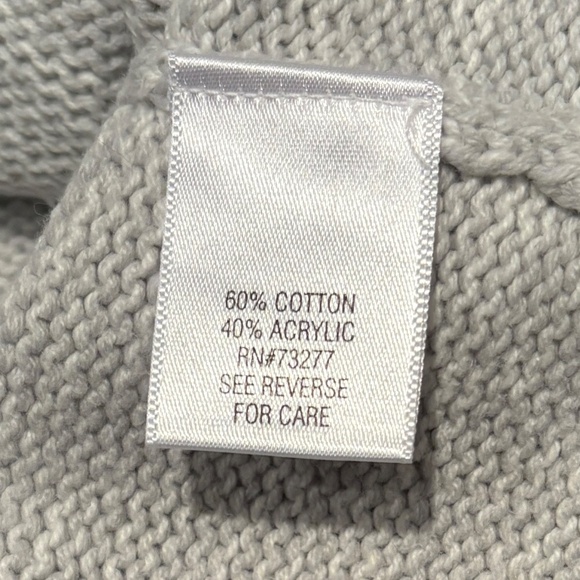 60% COTTON
40% ACRYLIC
RN#73277
SEE REVERSE
FOR CARE